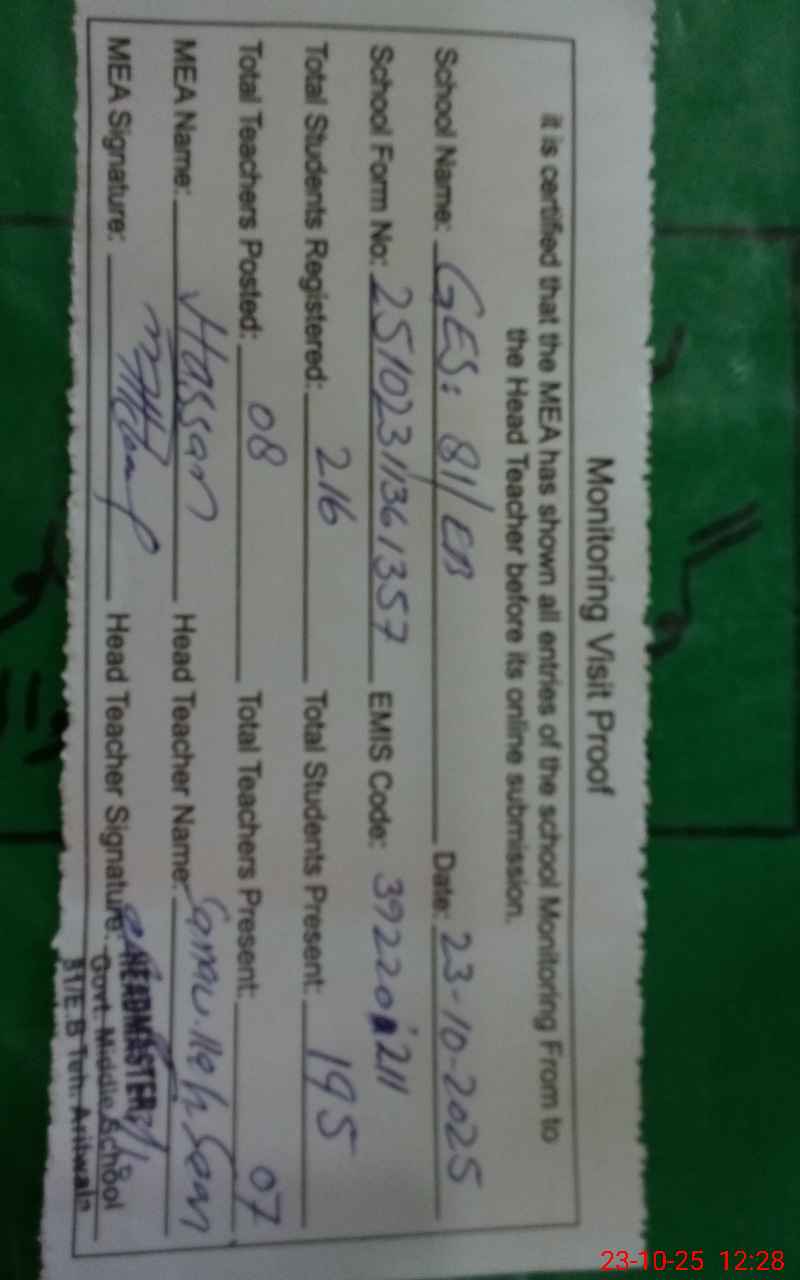 Monitoring Visit Proof
it is certified that the MEA has shown all entries of the school Monitoring From to
the Head Teacher before its online submission.
School Name: GES: 81/EB Date: 23-10-2025
School Form No: 25102311361357 EMIS Code: 39220211
Total Students Registered: 216 Total Students Present: 195
Total Teachers Posted: 08 Total Teachers Present: 07
MEA Name: Hassan Head Teacher Name:
MEA Signature: Head Teacher Signature:
HEADMASTER
Govt. Middle School
81/E.B Teh. Arifwala
23-10-25 12:28